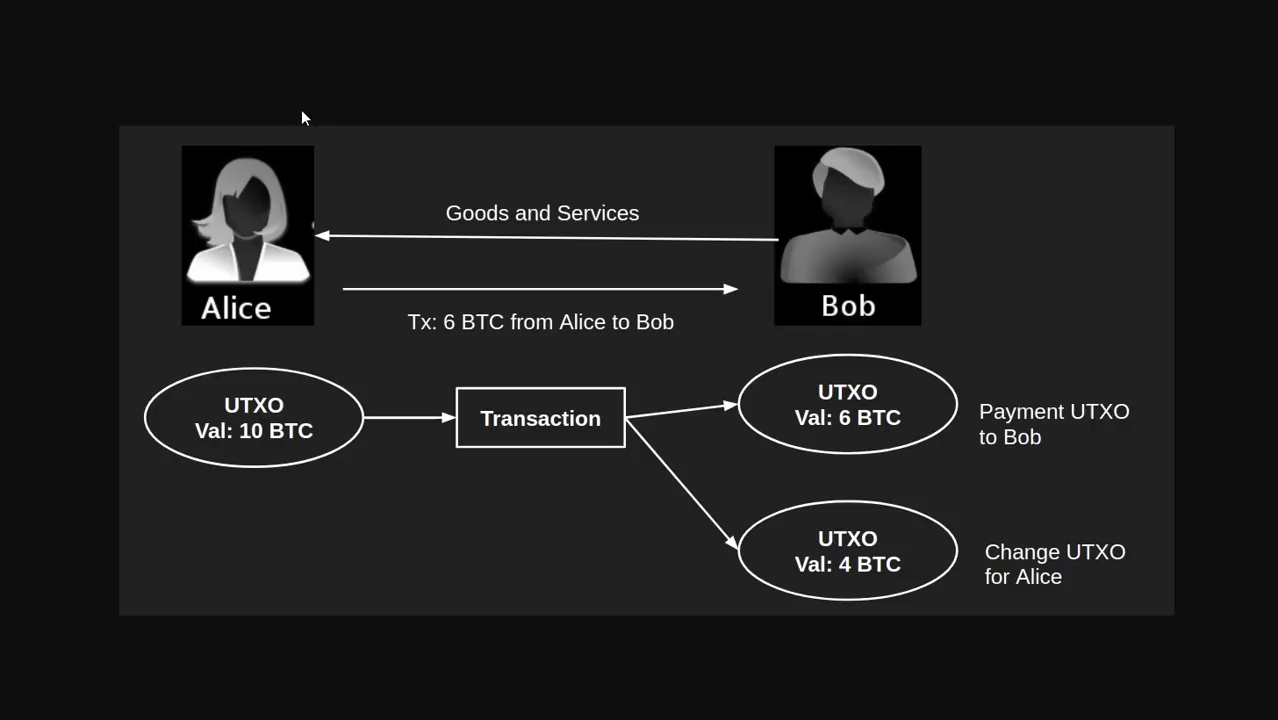 Goods and Services
Alice
Bob
Tx: 6 BTC from Alice to Bob
UTXO
Val: 10 BTC
Transaction
UTXO
Val: 6 BTC
Payment UTXO
to Bob
UTXO
Val: 4 BTC
Change UTXO
for Alice